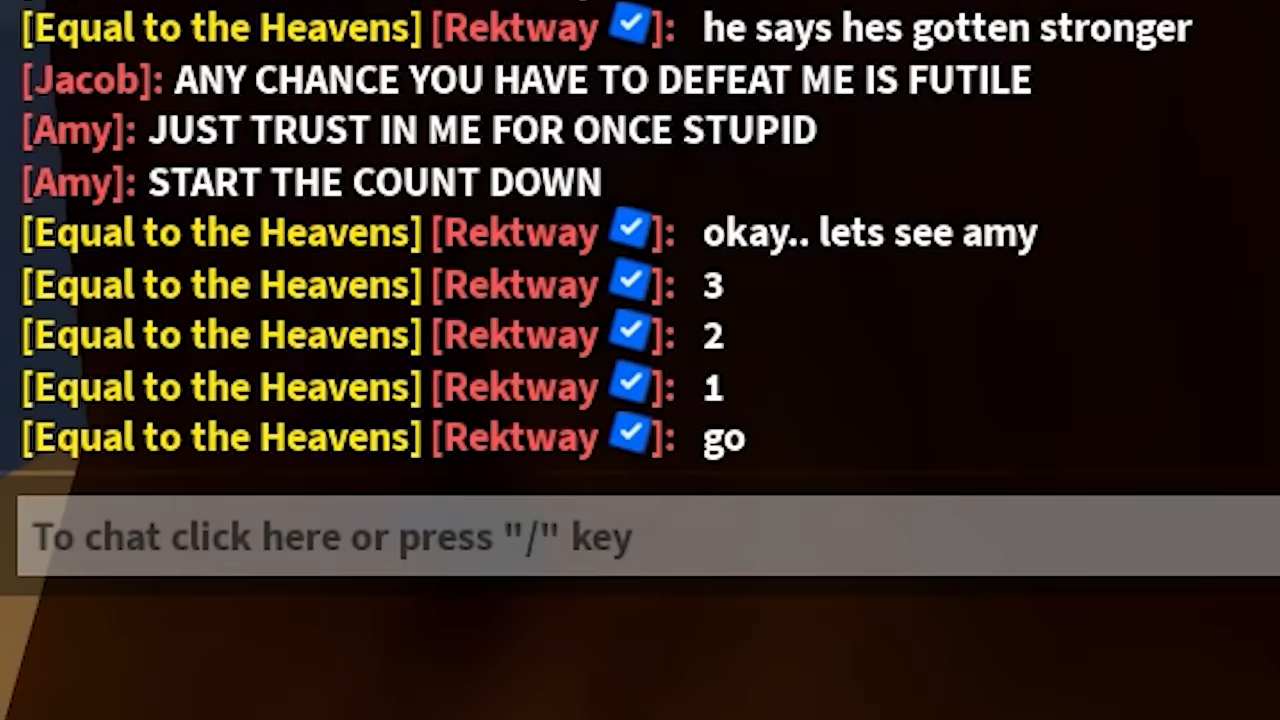 [Equal to the Heavens] [Rektway ✓]: he says hes gotten stronger
[Jacob]: ANY CHANCE YOU HAVE TO DEFEAT ME IS FUTILE
[Amy]: JUST TRUST IN ME FOR ONCE STUPID
[Amy]: START THE COUNT DOWN
[Equal to the Heavens] [Rektway ✓]: okay.. lets see amy
[Equal to the Heavens] [Rektway ✓]: 3
[Equal to the Heavens] [Rektway ✓]: 2
[Equal to the Heavens] [Rektway ✓]: 1
[Equal to the Heavens] [Rektway ✓]: go
To chat click here or press "/" key